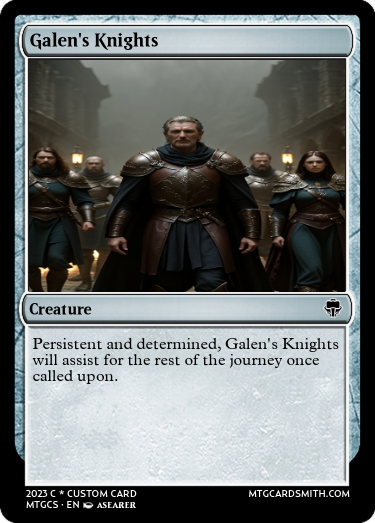 Galen's Knights
Creature
Persistent and determined, Galen's Knights
will assist for the rest of the journey once
called upon.
2023 C * CUSTOM CARD
MTGCARDSMITH.COM
MTGCS · EN ASEARER